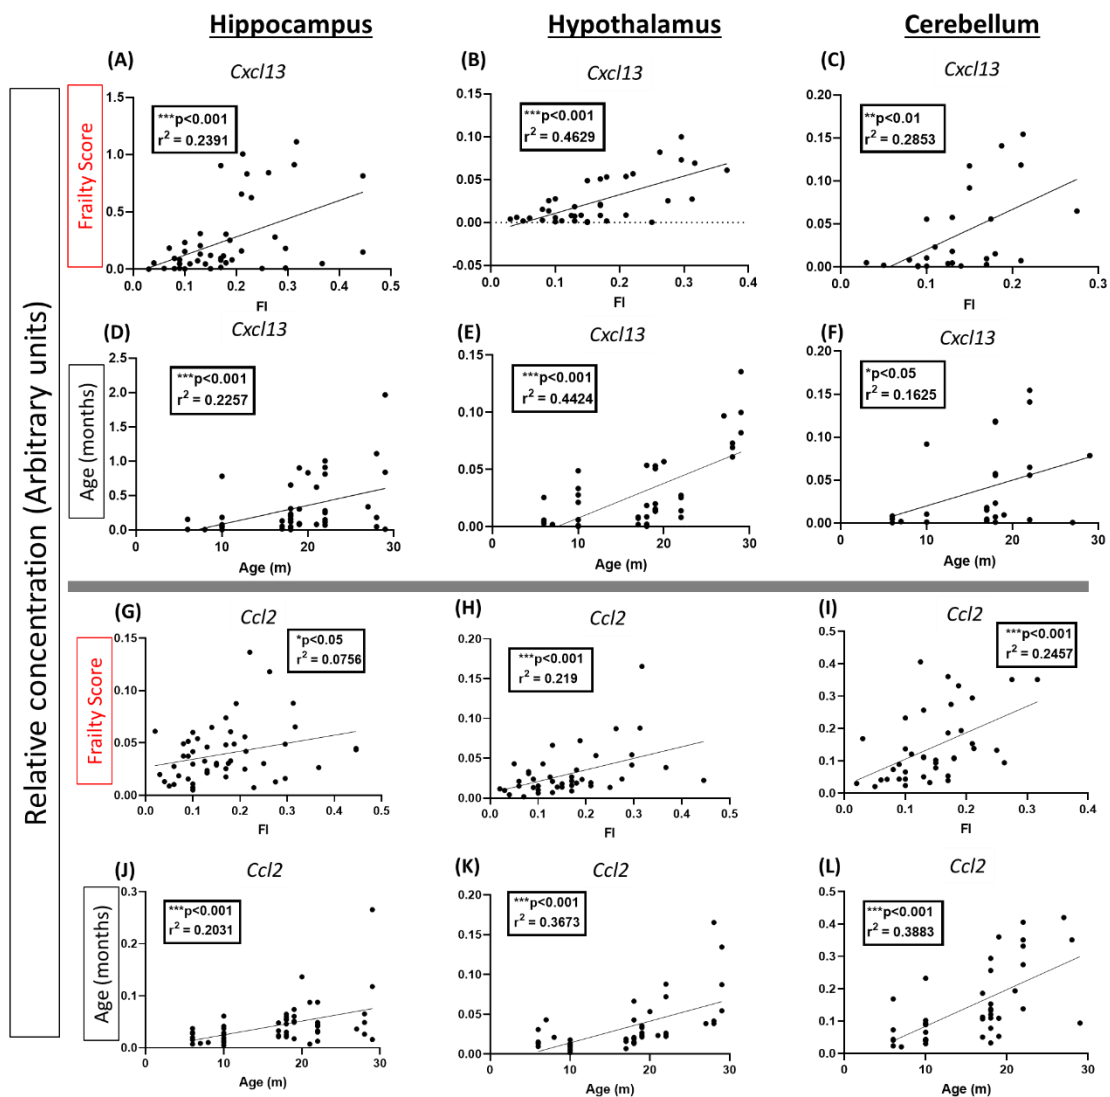 Hippocampus
Hypothalamus
Cerebellum
Relative concentration (Arbitrary units)
Frailty Score
(A)
Cxcl13
***p<0.001
r² = 0.2391
1.5
1.0
0.5
0.0
0.0 0.1 0.2 0.3 0.4 0.5
FI
(B)
Cxcl13
***p<0.001
r² = 0.4629
0.15
0.10
0.05
0.00
-0.05
0.0 0.1 0.2 0.3 0.4
FI
(C)
Cxcl13
**p<0.01
r² = 0.2853
0.20
0.15
0.10
0.05
0.00
0.0 0.1 0.2 0.3
FI
Age (months)
(D)
Cxcl13
***p<0.001
r² = 0.2257
2.5
2.0
1.5
1.0
0.5
0.0
0 10 20 30
Age (m)
(E)
Cxcl13
***p<0.001
r² = 0.4424
0.15
0.10
0.05
0.00
0 10 20 30
Age (m)
(F)
Cxcl13
*p<0.05
r² = 0.1625
0.20
0.15
0.10
0.05
0.00
0 10 20 30
Age (m)
Frailty Score
(G)
Ccl2
*p<0.05
r² = 0.0756
0.15
0.10
0.05
0.00
0.0 0.1 0.2 0.3 0.4 0.5
FI
(H)
Ccl2
***p<0.001
r² = 0.219
0.20
0.15
0.10
0.05
0.00
0.0 0.1 0.2 0.3 0.4 0.5
FI
(I)
Ccl2
***p<0.001
r² = 0.2457
0.5
0.4
0.3
0.2
0.1
0.0
0.0 0.1 0.2 0.3 0.4
FI
Age (months)
(J)
Ccl2
***p<0.001
r² = 0.2031
0.3
0.2
0.1
0.0
0 10 20 30
Age (m)
(K)
Ccl2
***p<0.001
r² = 0.3673
0.20
0.15
0.10
0.05
0.00
0 10 20 30
Age (m)
(L)
Ccl2
***p<0.001
r² = 0.3883
0.5
0.4
0.3
0.2
0.1
0.0
0 10 20 30
Age (m)